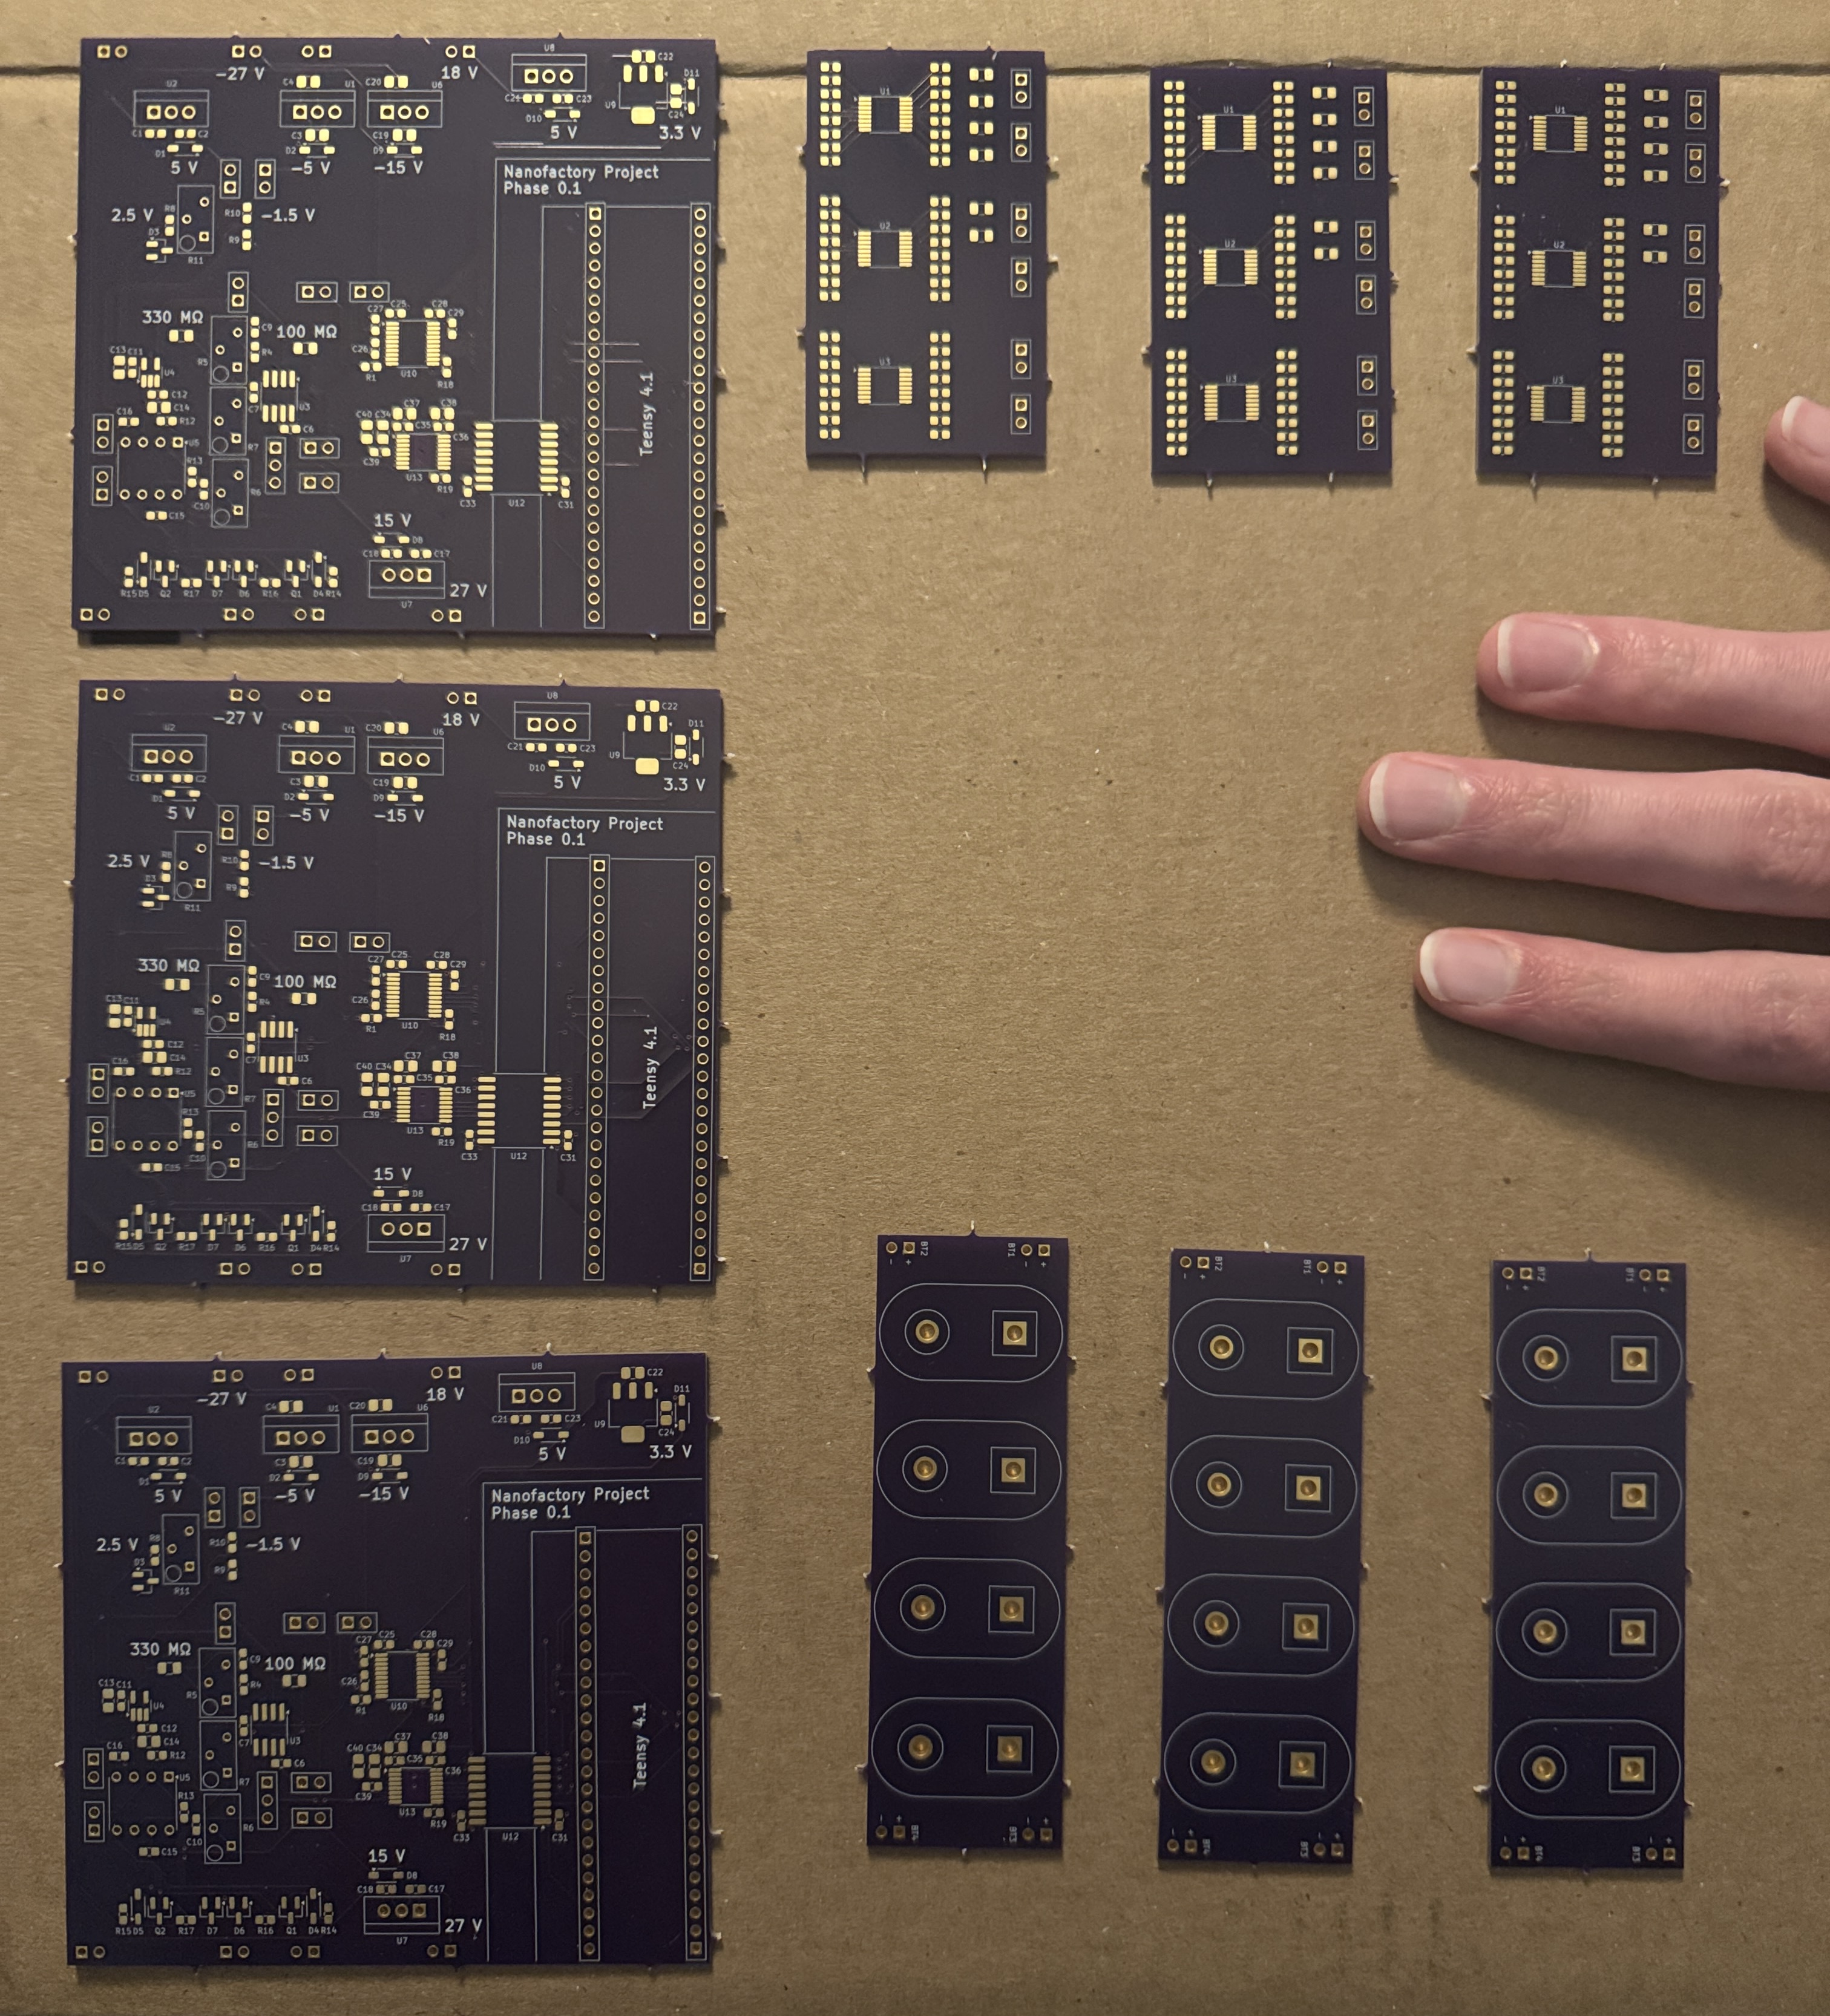 U8
C22
-27 V
C4
U1
C20
U6
18 V
D11
U2
C21
C23
U9
C24
D10
5 V
3.3 V
C1
C2
C3
C19
D1
D2
D9
5 V
-5 V
-15 V
Nanofactory Project
Phase 0.1
2.5 V
R8
R10
-1.5 V
D3
R9
R11
330 MΩ
C9
100 MΩ
C27
C25
C28
C29
R4
R5
C26
C13
C11
U4
R1
U10
R18
C12
C7
U3
C14
C16
R12
C6
C40
C34
C37
C38
C35
C36
U5
R7
R13
C39
U13
R19
C10
R6
C33
U12
C31
C15
Teensy 4.1
15 V
D8
C18
C17
R15
D5
Q2
R17
D7
D6
R16
Q1
D4
R14
U7
27 V
U8
C22
-27 V
C4
U1
C20
U6
18 V
D11
U2
C21
C23
U9
C24
D10
5 V
3.3 V
C1
C2
C3
C19
D1
D2
D9
5 V
-5 V
-15 V
Nanofactory Project
Phase 0.1
2.5 V
R8
R10
-1.5 V
D3
R9
R11
330 MΩ
C9
100 MΩ
C27
C25
C28
C29
R4
R5
C26
C13
C11
U4
R1
U10
R18
C12
C7
U3
C14
C16
R12
C6
C40
C34
C37
C38
C35
C36
U5
R7
R13
C39
U13
R19
C10
R6
C33
U12
C31
C15
Teensy 4.1
15 V
D8
C18
C17
R15
D5
Q2
R17
D7
D6
R16
Q1
D4
R14
U7
27 V
U8
C22
-27 V
C4
U1
C20
U6
18 V
D11
U2
C21
C23
U9
C24
D10
5 V
3.3 V
C1
C2
C3
C19
D1
D2
D9
5 V
-5 V
-15 V
Nanofactory Project
Phase 0.1
2.5 V
R8
R10
-1.5 V
D3
R9
R11
330 MΩ
C9
100 MΩ
C27
C25
C28
C29
R4
R5
C26
C13
C11
U4
R1
U10
R18
C12
C7
U3
C14
C16
R12
C6
C40
C34
C37
C38
C35
C36
U5
R7
R13
C39
U13
R19
C10
R6
C33
U12
C31
C15
Teensy 4.1
15 V
D8
C18
C17
R15
D5
Q2
R17
D7
D6
R16
Q1
D4
R14
U7
27 V
U1
U2
U3
U1
U2
U3
U1
U2
U3
BT2
BT1
- +
- +
- +
- +
BT4
BT3
BT2
BT1
- +
- +
- +
- +
BT4
BT3
BT2
BT1
- +
- +
- +
- +
BT4
BT3